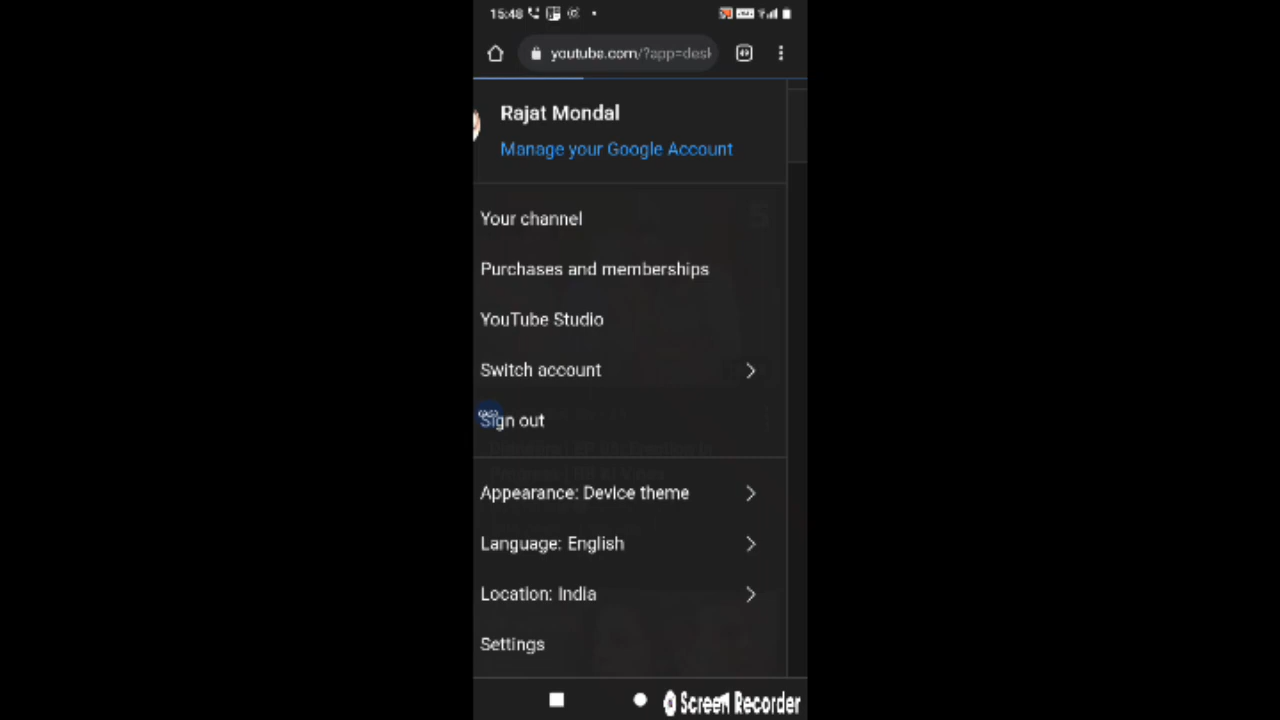 15:48
youtube.com/?app=desk
Rajat Mondal
Manage your Google Account
Your channel
Purchases and memberships
YouTube Studio
Switch account
Sign out
Appearance: Device theme
Language: English
Location: India
Settings
Screen Recorder